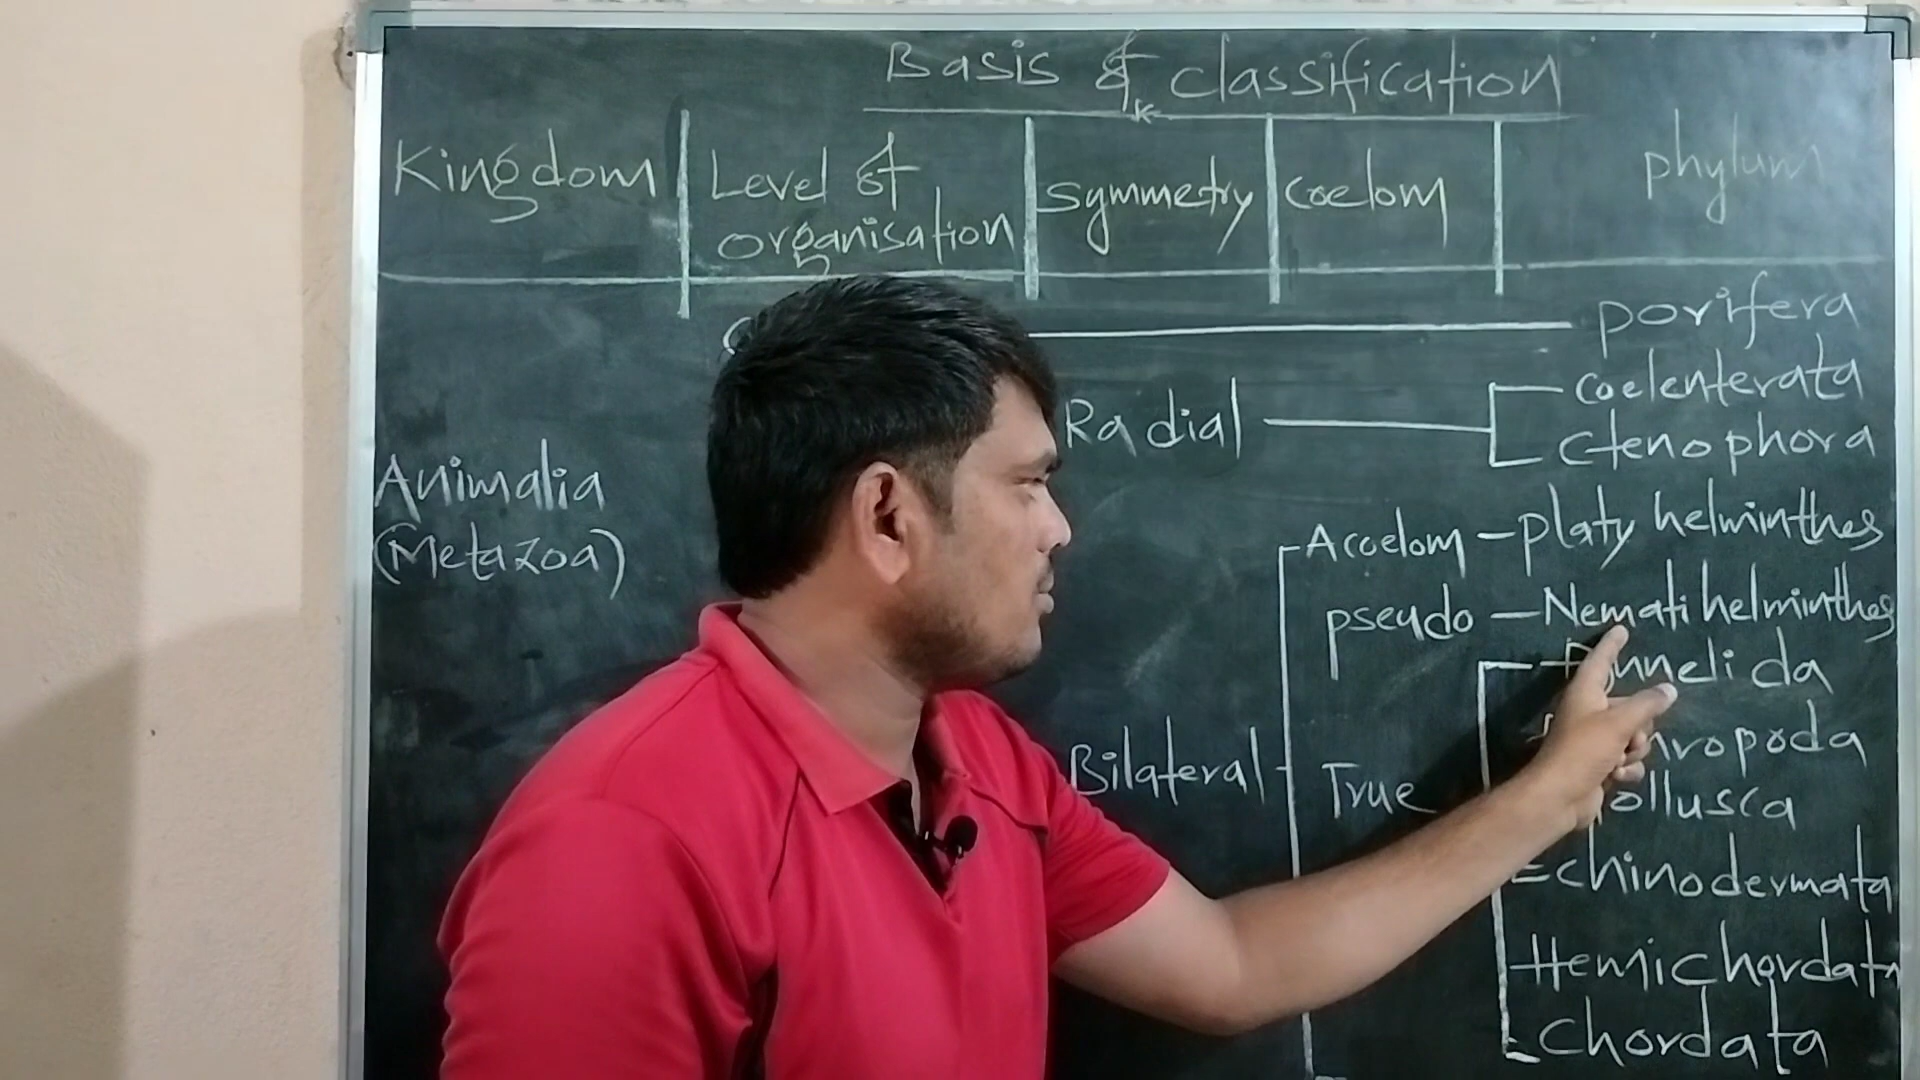 Basis of classification
Kingdom Level of organisation symmetry coelom phylum
porifera
Radial coelenterata
ctenophora
Animalia
(Metazoa)
Acoelom - platy helminthes
pseudo - Nemati helminthes
Bilateral True
ollusca
Echinodermata
Hemichordata
chordata